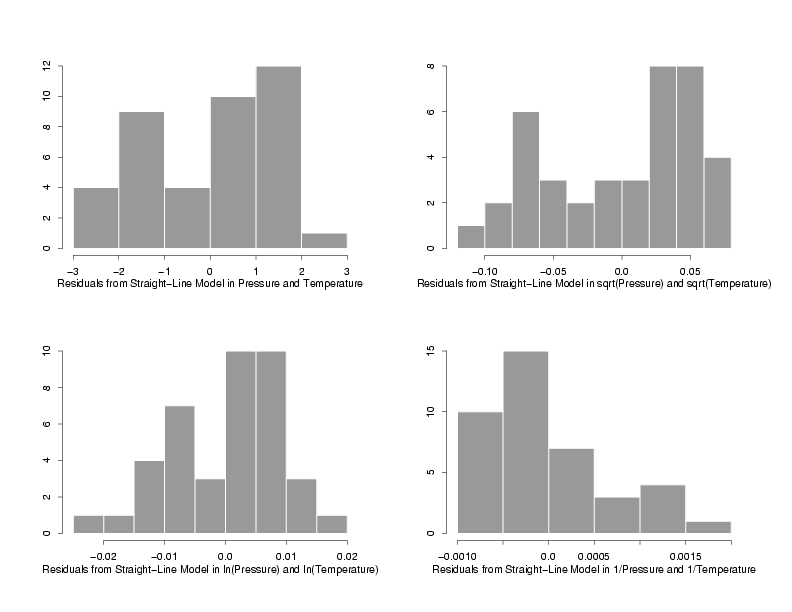 12
10
8
6
4
2
0
−3 −2 −1 0 1 2 3
Residuals from Straight−Line Model in Pressure and Temperature
8
6
4
2
0
−0.10 −0.05 0.0 0.05
Residuals from Straight−Line Model in sqrt(Pressure) and sqrt(Temperature)
10
8
6
4
2
0
−0.02 −0.01 0.0 0.01 0.02
Residuals from Straight−Line Model in ln(Pressure) and ln(Temperature)
15
10
5
0
−0.0010 0.0 0.0005 0.0015
Residuals from Straight−Line Model in 1/Pressure and 1/Temperature